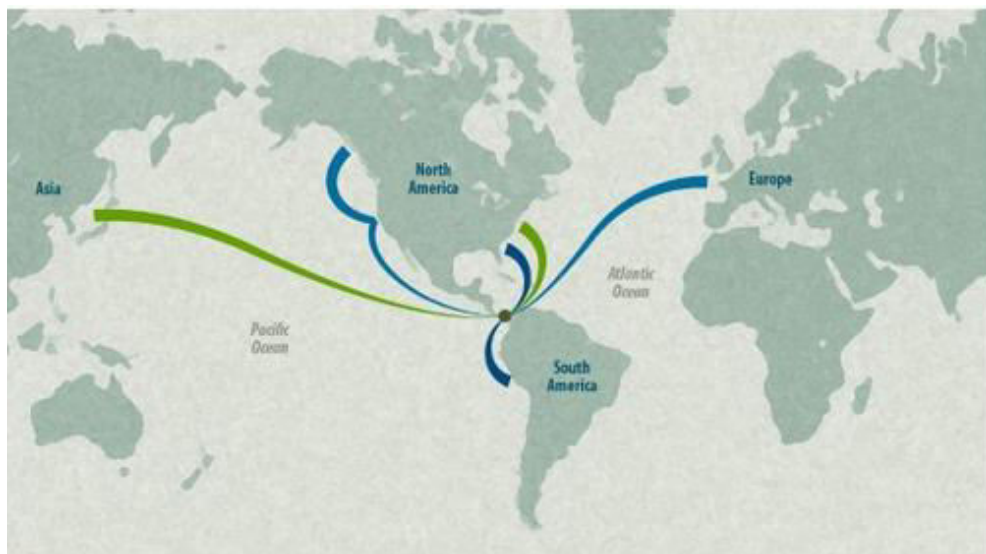 Asia
North
America
Europe
Atlantic
Ocean
Pacific
Ocean
South
America